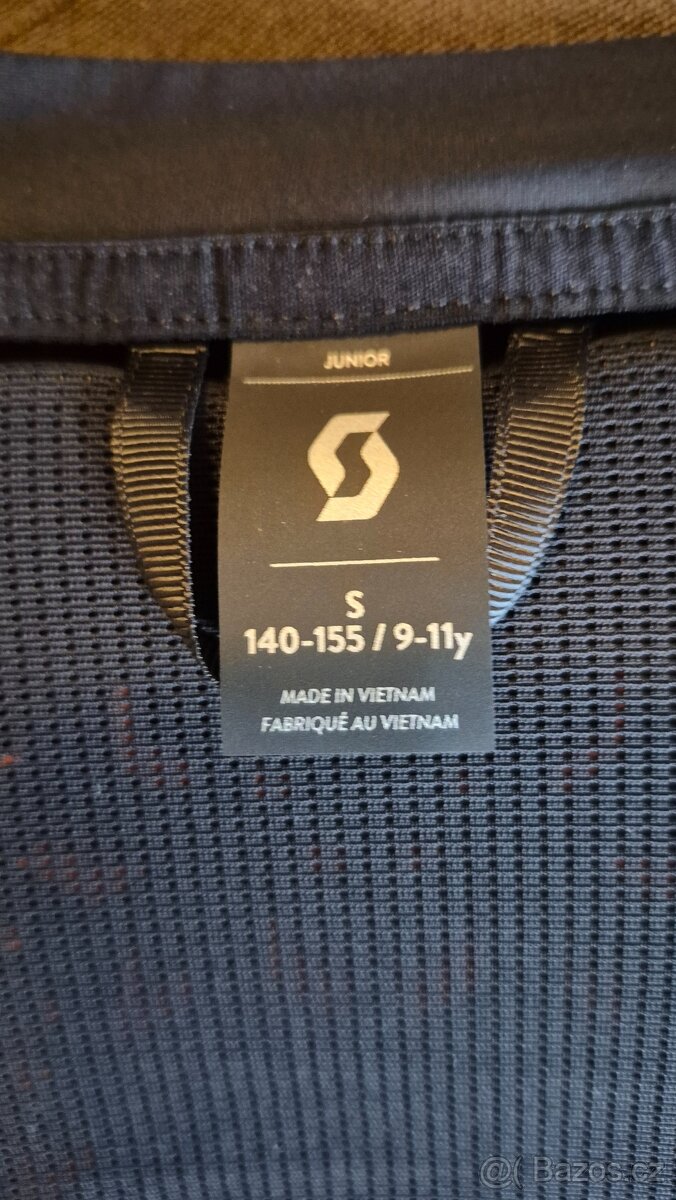 JUNIOR
S
140-155 / 9-11y
MADE IN VIETNAM
FABRIQUÉ AU VIETNAM
@( Bazos.cz